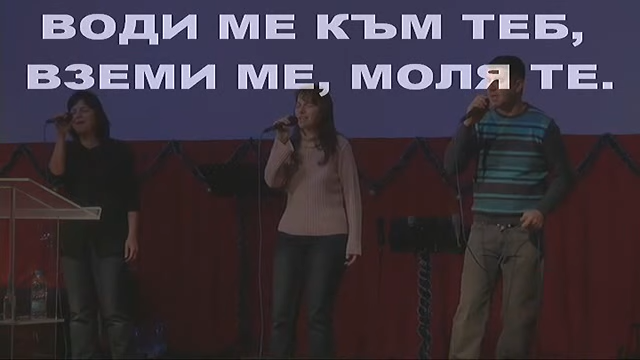 ВОДИ МЕ КЪМ ТЕБ,
ВЗЕМИ МЕ, МОЛЯ ТЕ.